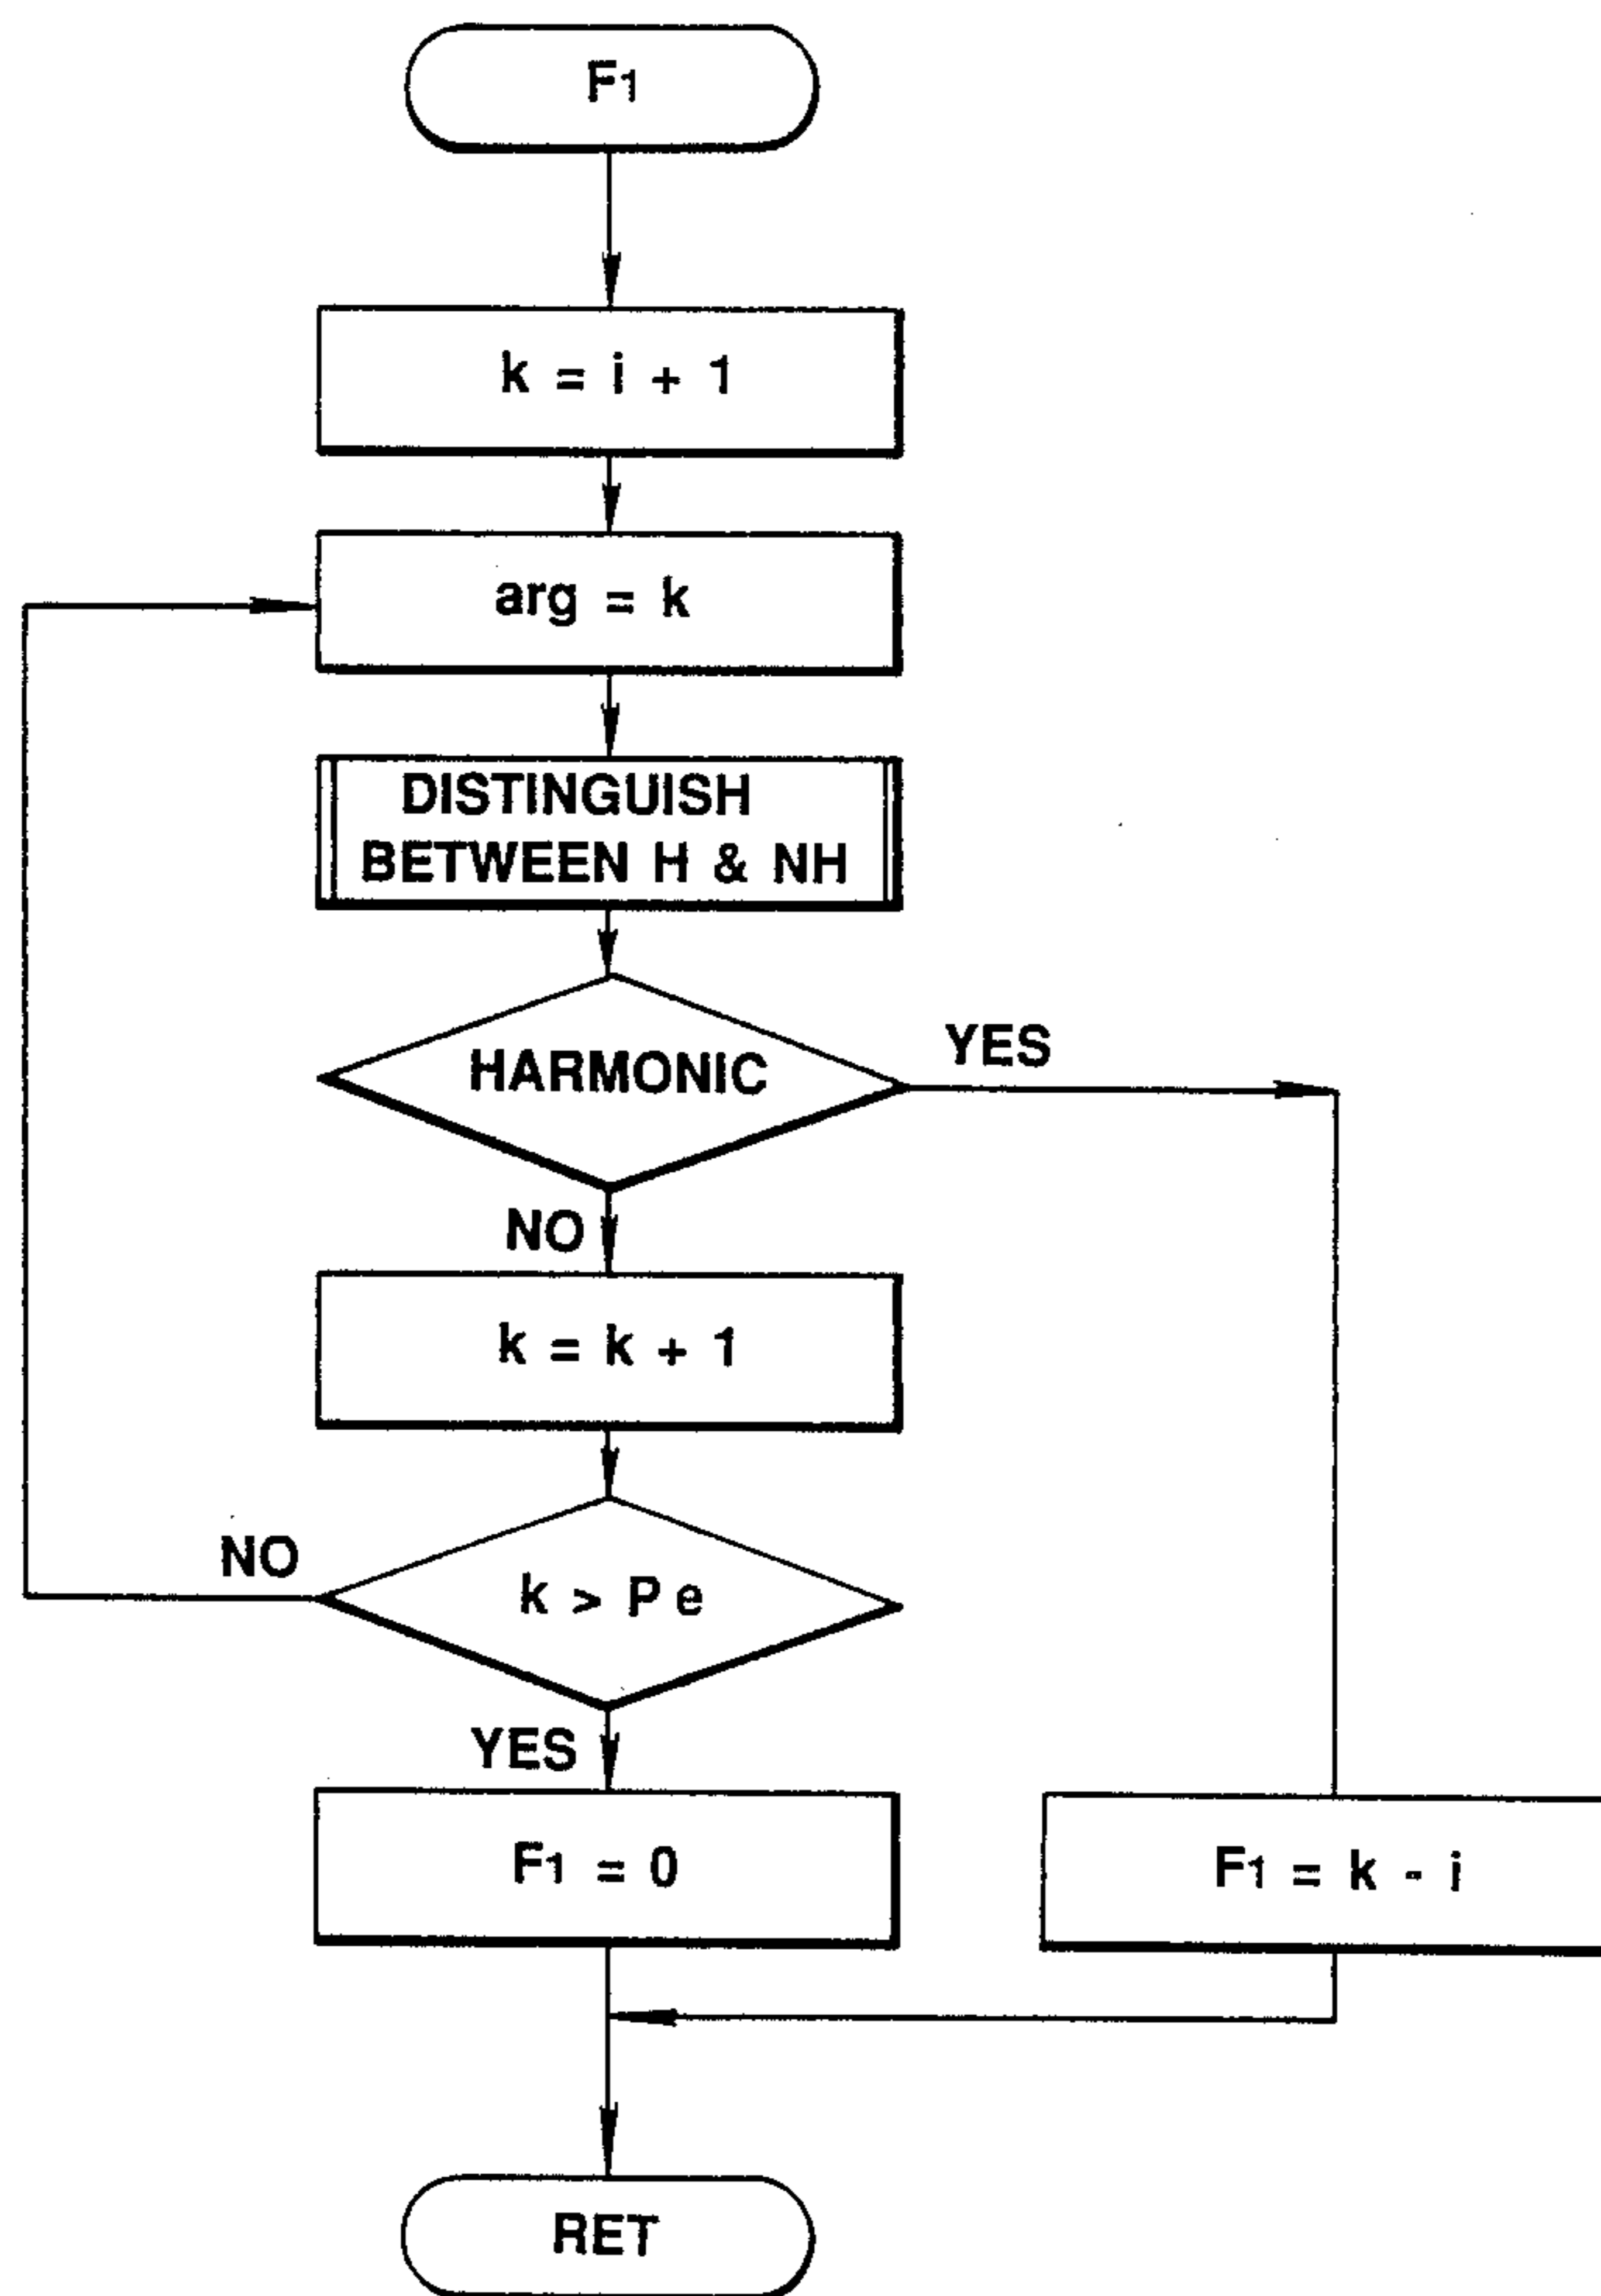 F1
k = i + 1
arg = k
DISTINGUISH
BETWEEN H & NH
HARMONIC
YES
NO
k = k + 1
NO
k > Pe
YES
F1 = 0
F1 = k - i
RET